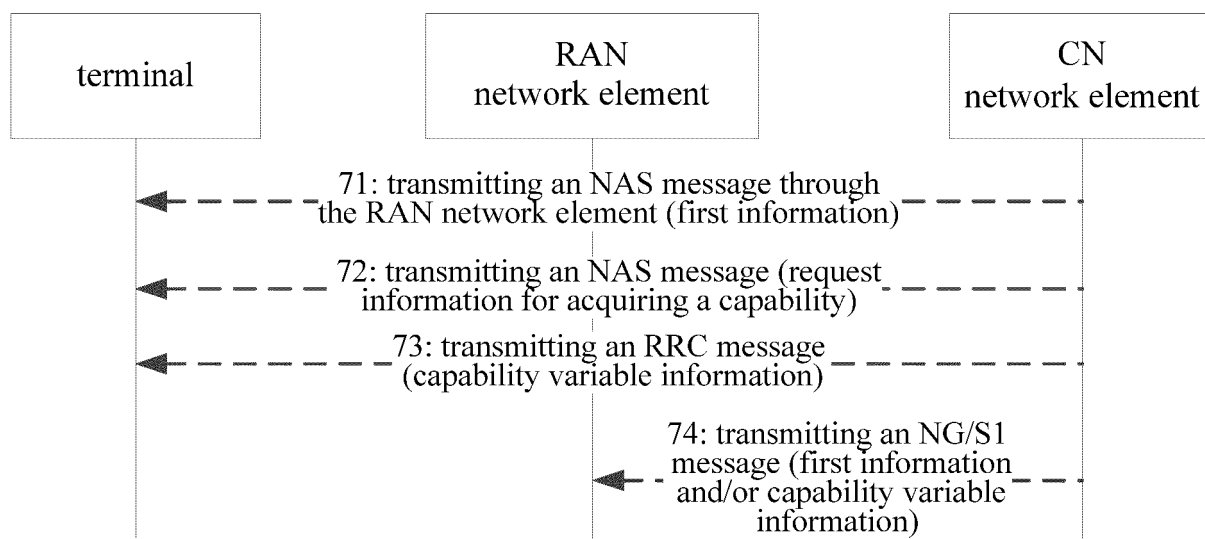 terminal
RAN
network element
CN
network element
71: transmitting an NAS message through
the RAN network element (first information)
72: transmitting an NAS message (request
information for acquiring a capability)
73: transmitting an RRC message
(capability variable information)
74: transmitting an NG/S1
message (first information
and/or capability variable
information)